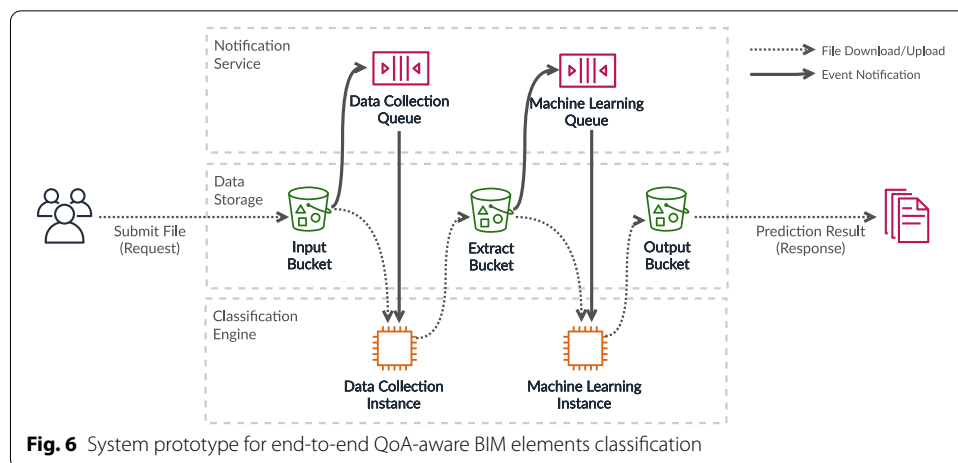 Notification
Service
Data Collection
Queue
Machine Learning
Queue
File Download/Upload
Event Notification
Data
Storage
Submit File
(Request)
Input
Bucket
Extract
Bucket
Output
Bucket
Prediction Result
(Response)
Classification
Engine
Data Collection
Instance
Machine Learning
Instance
Fig. 6 System prototype for end-to-end QoA-aware BIM elements classification